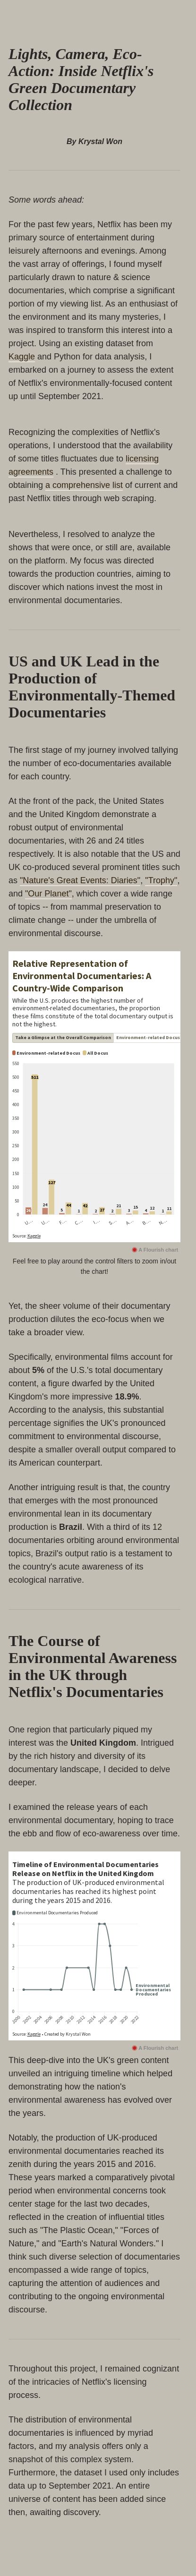 Lights, Camera, Eco-
Action: Inside Netflix's
Green Documentary
Collection
By Krystal Won
Some words ahead:
For the past few years, Netflix has been my
primary source of entertainment during
leisurely afternoons and evenings. Among
the vast array of offerings, I found myself
particularly drawn to nature & science
documentaries, which comprise a significant
portion of my viewing list. As an enthusiast of
the environment and its many mysteries, I
was inspired to transform this interest into a
project. Using an existing dataset from
Kaggle and Python for data analysis, I
embarked on a journey to assess the extent
of Netflix's environmentally-focused content
up until September 2021.
Recognizing the complexities of Netflix's
operations, I understood that the availability
of some titles fluctuates due to licensing
agreements . This presented a challenge to
obtaining a comprehensive list of current and
past Netflix titles through web scraping.
Nevertheless, I resolved to analyze the
shows that were once, or still are, available
on the platform. My focus was directed
towards the production countries, aiming to
discover which nations invest the most in
environmental documentaries.
US and UK Lead in the
Production of
Environmentally-Themed
Documentaries
The first stage of my journey involved tallying
the number of eco-documentaries available
for each country.
At the front of the pack, the United States
and the United Kingdom demonstrate a
robust output of environmental
documentaries, with 26 and 24 titles
respectively. It is also notable that the US and
UK co-produced several prominent titles such
as "Nature's Great Events: Diaries", "Trophy",
and "Our Planet", which cover a wide range
of topics -- from mammal preservation to
climate change -- under the umbrella of
environmental discourse.
Relative Representation of
Environmental Documentaries: A
Country-Wide Comparison
While the U.S. produces the highest number of
environment-related documentaries, the proportion
these films constitute of the total documentary output is
not the highest.
Take a Glimpse at the Overall Comparison Environment-related Docus
Environment-related Docus All Docus
550
500 511
450
400
350
300
250
200
150
137
100
50
0
Source: Kaggle
A Flourish chart
Feel free to play around the control filters to zoom in/out
the chart!
Yet, the sheer volume of their documentary
production dilutes the eco-focus when we
take a broader view.
Specifically, environmental films account for
about 5% of the U.S.'s total documentary
content, a figure dwarfed by the United
Kingdom's more impressive 18.9%.
According to the analysis, this substantial
percentage signifies the UK's pronounced
commitment to environmental discourse,
despite a smaller overall output compared to
its American counterpart.
Another intriguing result is that, the country
that emerges with the most pronounced
environmental lean in its documentary
production is Brazil. With a third of its 12
documentaries orbiting around environmental
topics, Brazil's output ratio is a testament to
the country's acute awareness of its
ecological narrative.
The Course of
Environmental Awareness
in the UK through
Netflix's Documentaries
One region that particularly piqued my
interest was the United Kingdom. Intrigued
by the rich history and diversity of its
documentary landscape, I decided to delve
deeper.
I examined the release years of each
environmental documentary, hoping to trace
the ebb and flow of eco-awareness over time.
Timeline of Environmental Documentaries
Release on Netflix in the United Kingdom
The production of UK-produced environmental
documentaries has reached its highest point
during the years 2015 and 2016.
Environmental Documentaries Produced
4
3
2
1
0
Environmental
Documentaries
Produced
2000 2002 2004 2006 2008 2010 2012 2014 2016 2018 2020 2022
Source: Kaggle • Created by Krystal Won
A Flourish chart
This deep-dive into the UK's green content
unveiled an intriguing timeline which helped
demonstrating how the nation's
environmental awareness has evolved over
the years.
Notably, the production of UK-produced
environmental documentaries reached its
zenith during the years 2015 and 2016.
These years marked a comparatively pivotal
period when environmental concerns took
center stage for the last two decades,
reflected in the creation of influential titles
such as "The Plastic Ocean," "Forces of
Nature," and "Earth's Natural Wonders." I
think such diverse selection of documentaries
encompassed a wide range of topics,
capturing the attention of audiences and
contributing to the ongoing environmental
discourse.
Throughout this project, I remained cognizant
of the intricacies of Netflix's licensing
process.
The distribution of environmental
documentaries is influenced by myriad
factors, and my analysis offers only a
snapshot of this complex system.
Furthermore, the dataset I used only includes
data up to September 2021. An entire
universe of content has been added since
then, awaiting discovery.